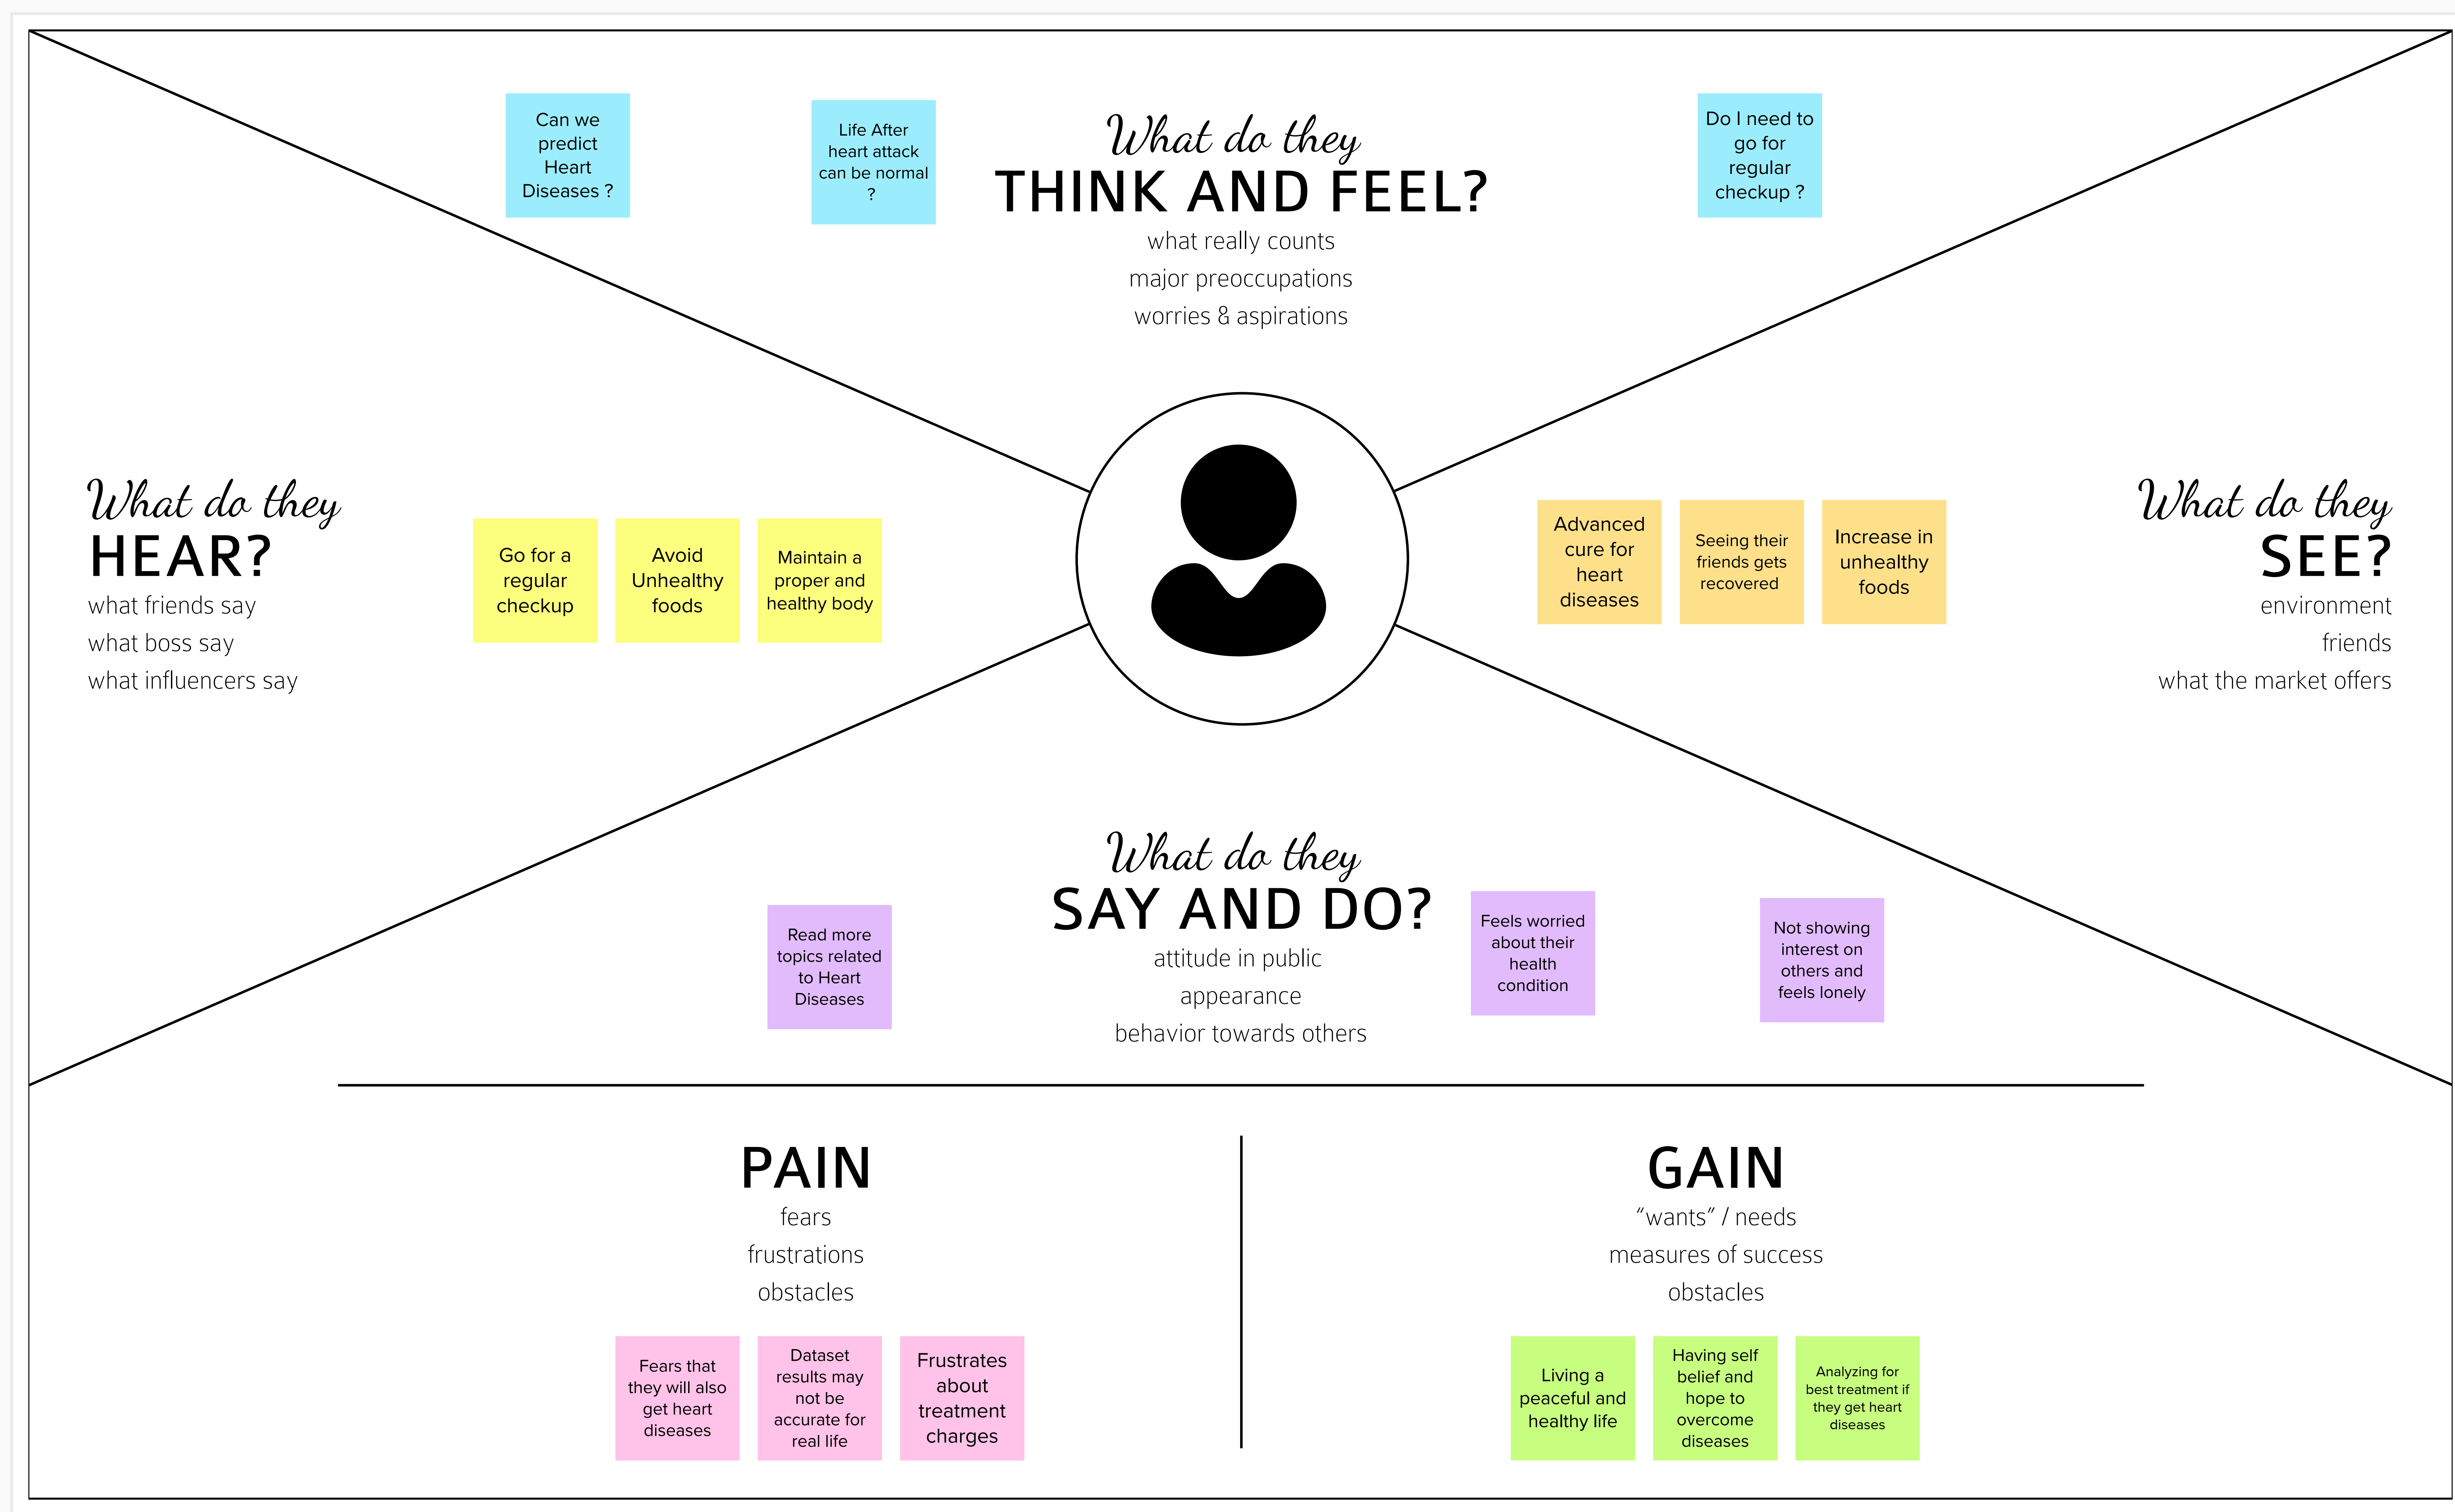 Can we
predict
Heart
Diseases ?
Life After
heart attack
can be normal
?
What do they
THINK AND FEEL?
what really counts
major preoccupations
worries & aspirations
Do I need to
go for
regular
checkup ?
What do they
HEAR?
what friends say
what boss say
what influencers say
Go for a
regular
checkup
Avoid
Unhealthy
foods
Maintain a
proper and
healthy body
Advanced
cure for
heart
diseases
Seeing their
friends gets
recovered
Increase in
unhealthy
foods
What do they
SEE?
environment
friends
what the market offers
Read more
topics related
to Heart
Diseases
What do they
SAY AND DO?
attitude in public
appearance
behavior towards others
Feels worried
about their
health
condition
Not showing
interest on
others and
feels lonely
PAIN
fears
frustrations
obstacles
Fears that
they will also
get heart
diseases
Dataset
results may
not be
accurate for
real life
Frustrates
about
treatment
charges
GAIN
“wants” / needs
measures of success
obstacles
Living a
peaceful and
healthy life
Having self
belief and
hope to
overcome
diseases
Analyzing for
best treatment if
they get heart
diseases